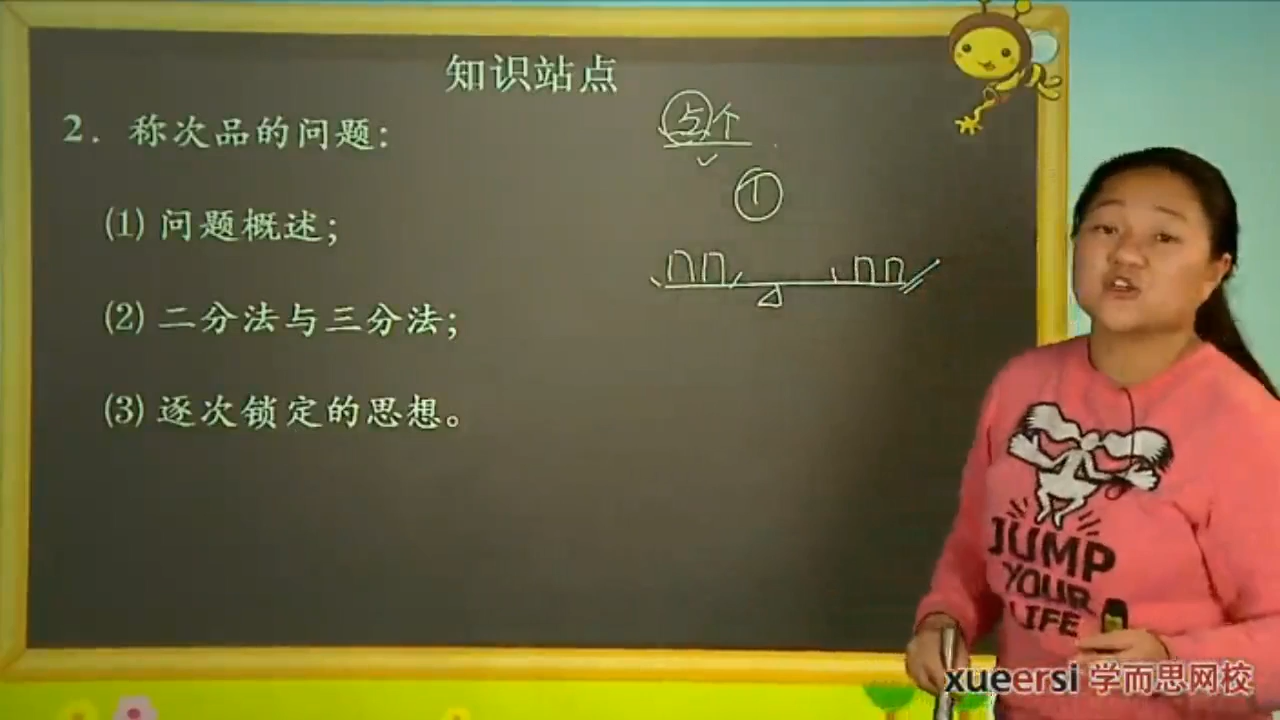 知识站点
2. 称次品的问题:
(1) 问题概述;
(2) 二分法与三分法;
(3) 逐次锁定的思想。
个
JUMP
YOUR
LIFE
xueersi 学而思网校